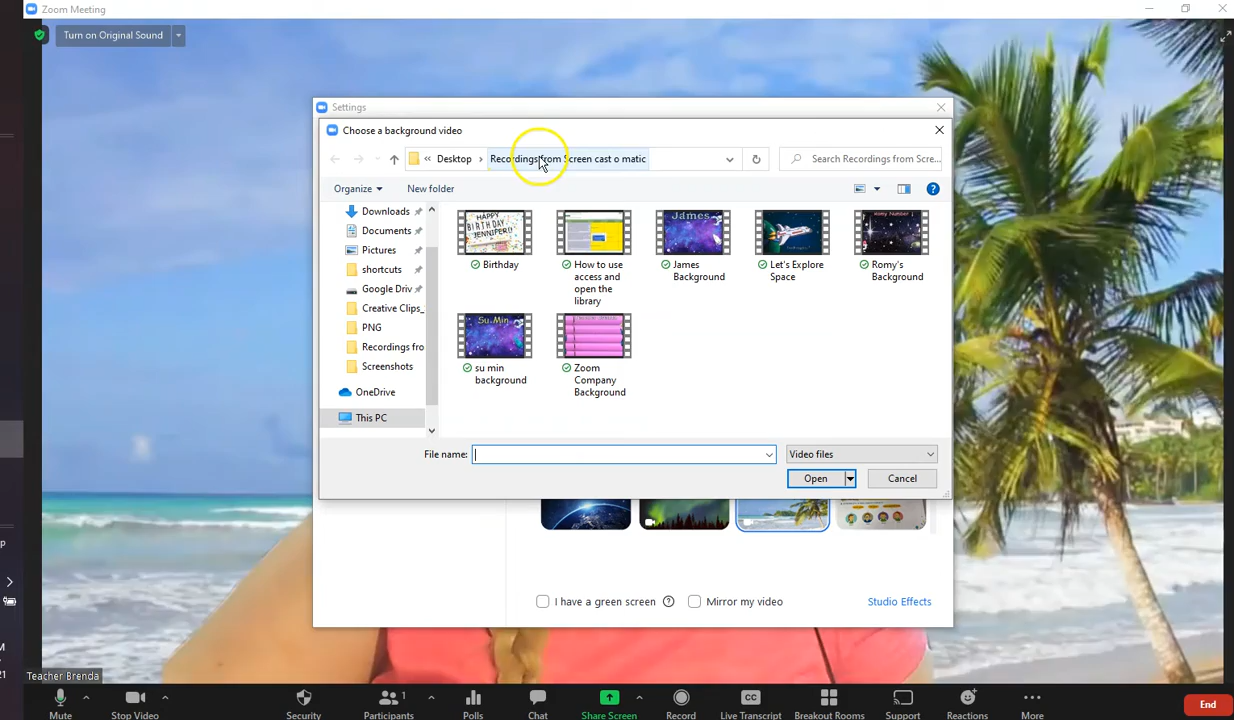 Zoom Meeting
Turn on Original Sound
Settings
Choose a background video
Desktop
Recordings from Screen cast o matic
Search Recordings from Scre...
Organize
New folder
Downloads
Documents
Pictures
shortcuts
Google Driv
Creative Clips_
PNG
Recordings fro
Screenshots
OneDrive
This PC
HAPPY
BIRTHDAY
JENNIFER!!
Birthday
How to use
access and
open the
library
James
James
Background
Let's Explore
Space
Romy Number 1
Romy's
Background
Su Min
su min
background
Zoom
Company
Background
File name:
Video files
Open
Cancel
I have a green screen
Mirror my video
Studio Effects
Teacher Brenda
Mute
Stop Video
Security
1
Participants
Polls
Chat
Share Screen
Record
CC
Live Transcript
Breakout Rooms
Support
Reactions
More
End